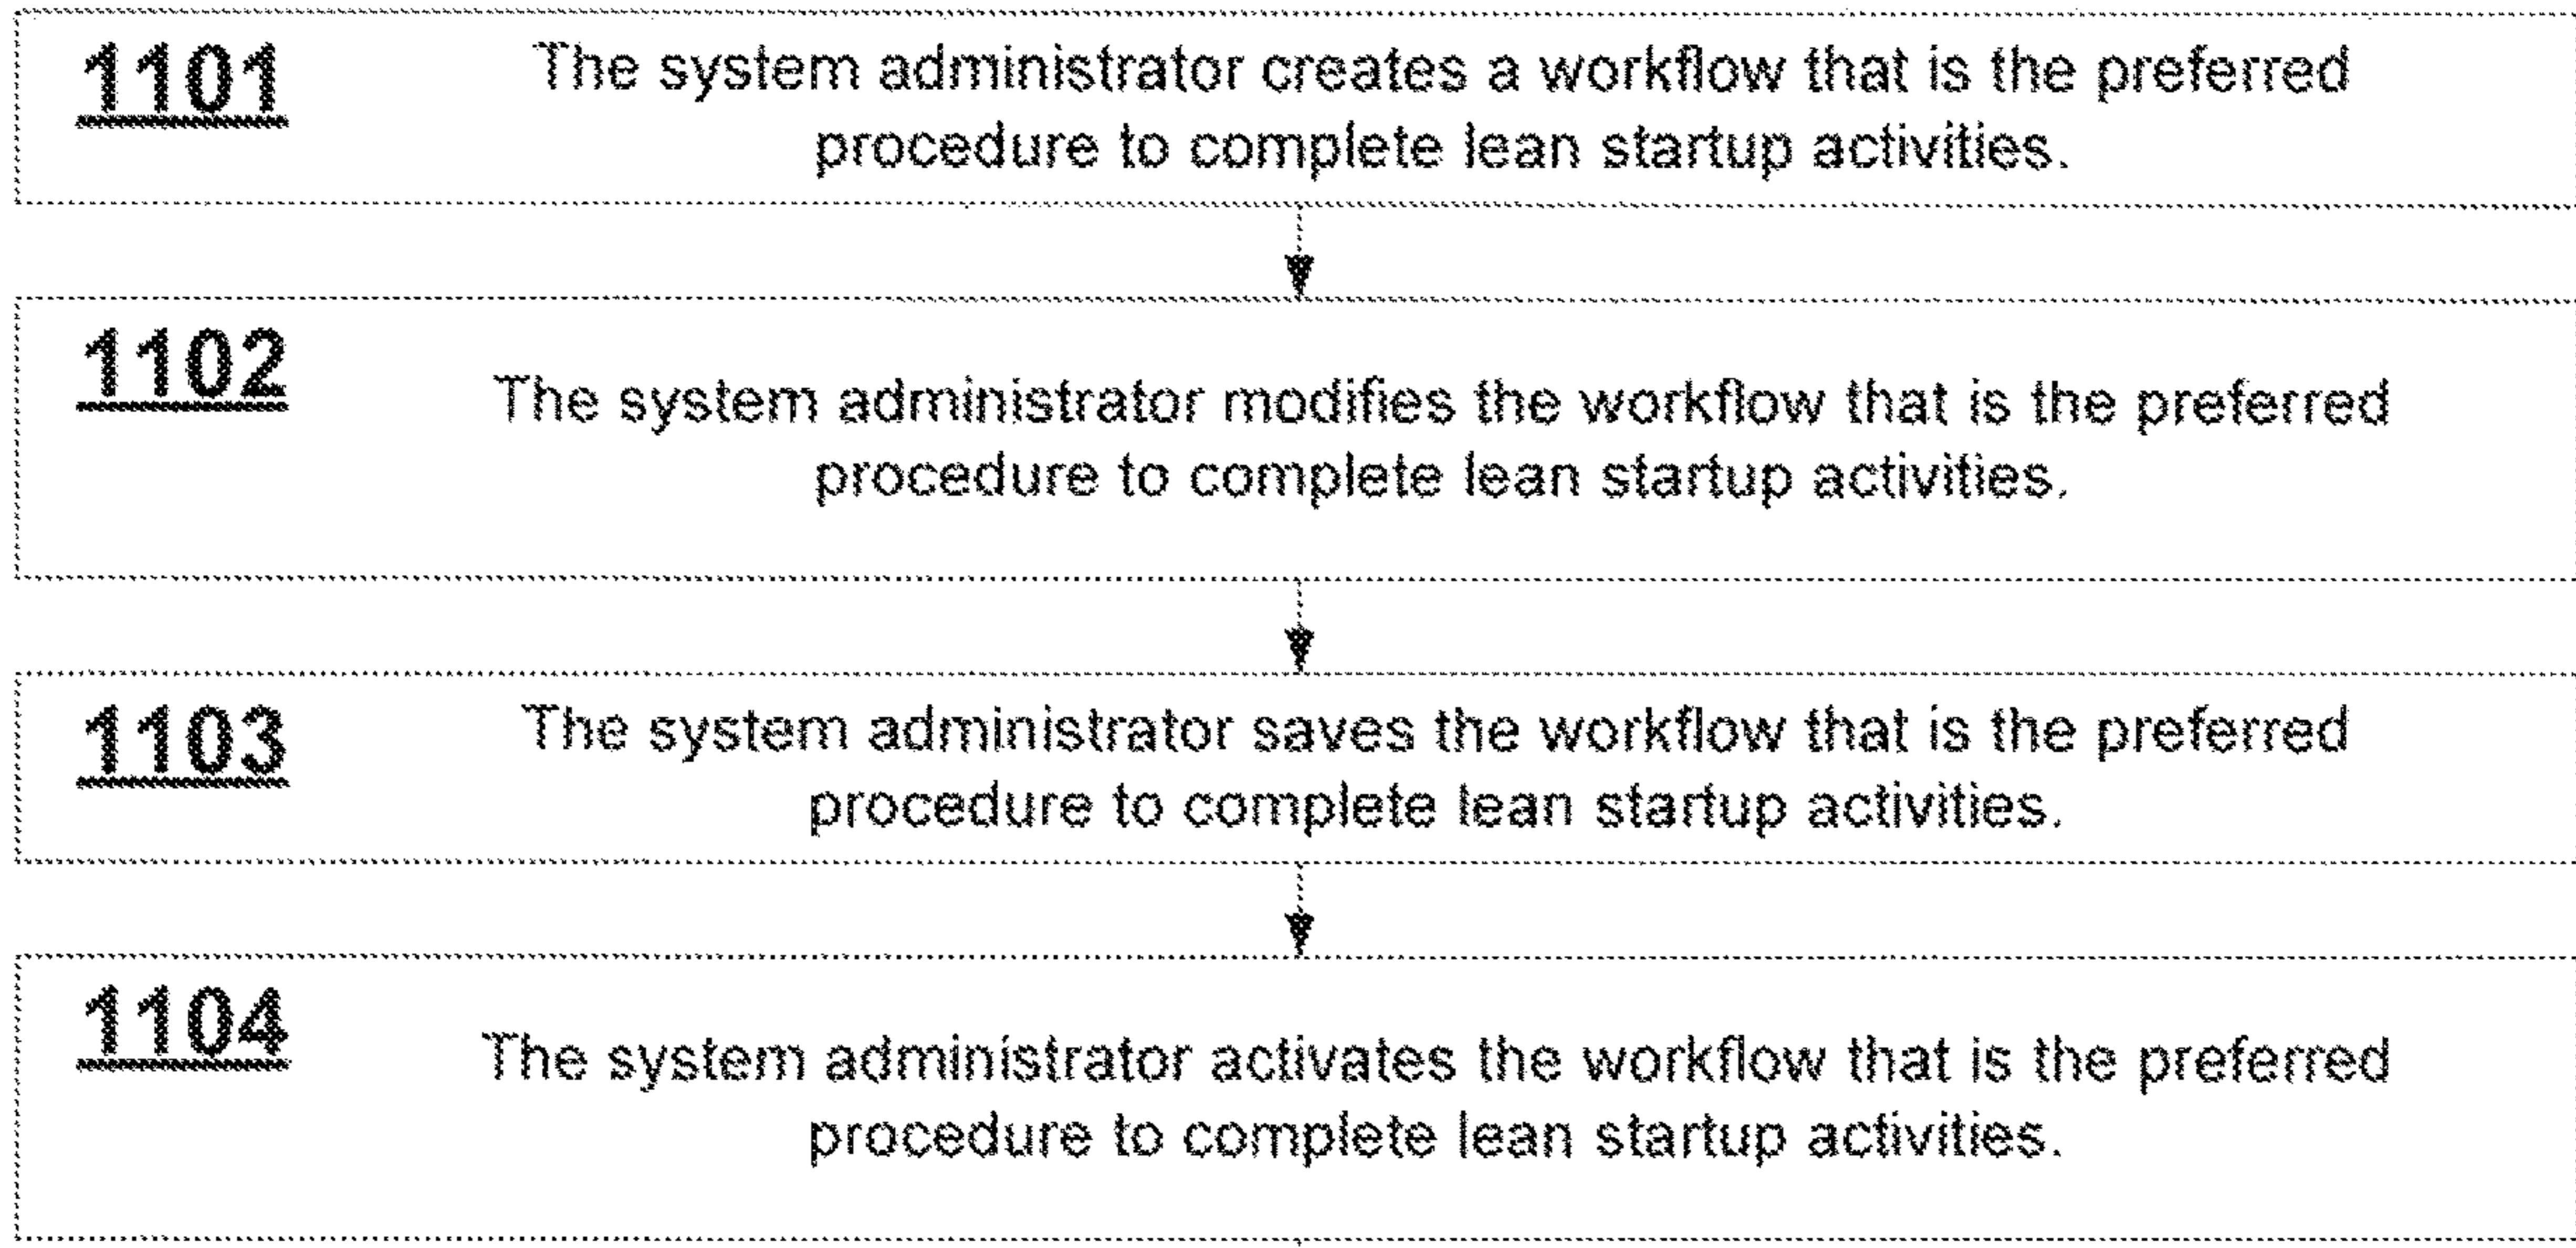 1101
The system administrator creates a workflow that is the preferred
procedure to complete lean startup activities.
1102
The system administrator modifies the workflow that is the preferred
procedure to complete lean startup activities.
1103
The system administrator saves the workflow that is the preferred
procedure to complete lean startup activities.
1104
The system administrator activates the workflow that is the preferred
procedure to complete lean startup activities.